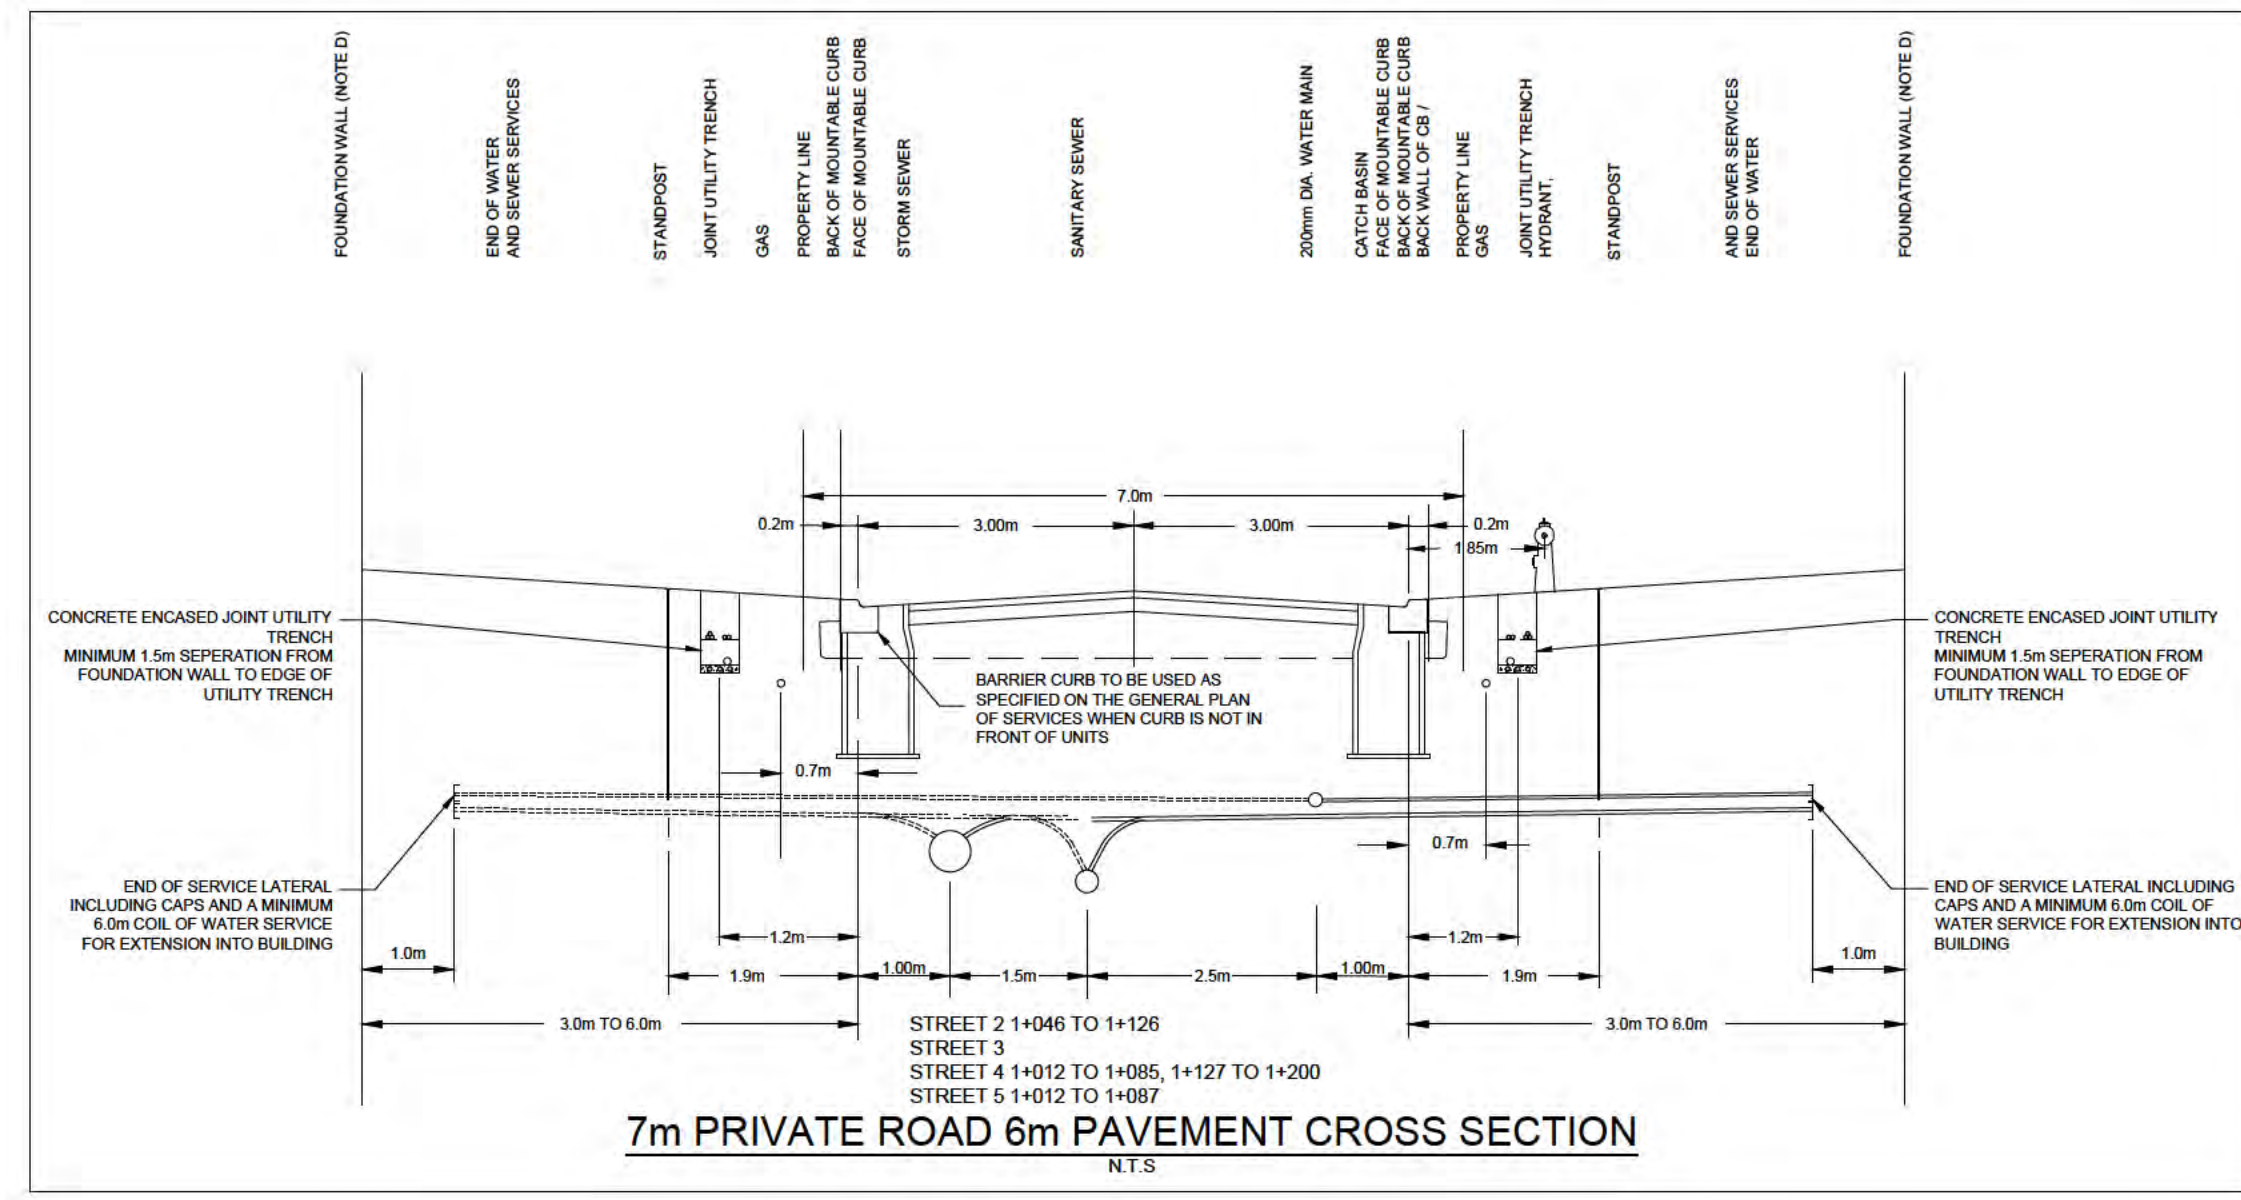 FOUNDATION WALL (NOTE D)
END OF WATER
AND SEWER SERVICES
STANDPOST
JOINT UTILITY TRENCH
GAS
PROPERTY LINE
BACK OF MOUNTABLE CURB
FACE OF MOUNTABLE CURB
STORM SEWER
SANITARY SEWER
200mm DIA. WATER MAIN
CATCH BASIN
FACE OF MOUNTABLE CURB
BACK OF MOUNTABLE CURB
BACK WALL OF CB /
PROPERTY LINE
GAS
JOINT UTILITY TRENCH
HYDRANT,
STANDPOST
AND SEWER SERVICES
END OF WATER
FOUNDATION WALL (NOTE D)
7.0m
0.2m
3.00m
3.00m
0.2m
1.85m
CONCRETE ENCASED JOINT UTILITY
TRENCH
MINIMUM 1.5m SEPERATION FROM
FOUNDATION WALL TO EDGE OF
UTILITY TRENCH
CONCRETE ENCASED JOINT UTILITY
TRENCH
MINIMUM 1.5m SEPERATION FROM
FOUNDATION WALL TO EDGE OF
UTILITY TRENCH
BARRIER CURB TO BE USED AS
SPECIFIED ON THE GENERAL PLAN
OF SERVICES WHEN CURB IS NOT IN
FRONT OF UNITS
0.7m
0.7m
END OF SERVICE LATERAL
INCLUDING CAPS AND A MINIMUM
6.0m COIL OF WATER SERVICE
FOR EXTENSION INTO BUILDING
END OF SERVICE LATERAL INCLUDING
CAPS AND A MINIMUM 6.0m COIL OF
WATER SERVICE FOR EXTENSION INTO
BUILDING
1.2m
1.2m
1.0m
1.9m
1.00m
1.5m
2.5m
1.00m
1.9m
1.0m
3.0m TO 6.0m
3.0m TO 6.0m
STREET 2 1+046 TO 1+126
STREET 3
STREET 4 1+012 TO 1+085, 1+127 TO 1+200
STREET 5 1+012 TO 1+087
7m PRIVATE ROAD 6m PAVEMENT CROSS SECTION
N.T.S